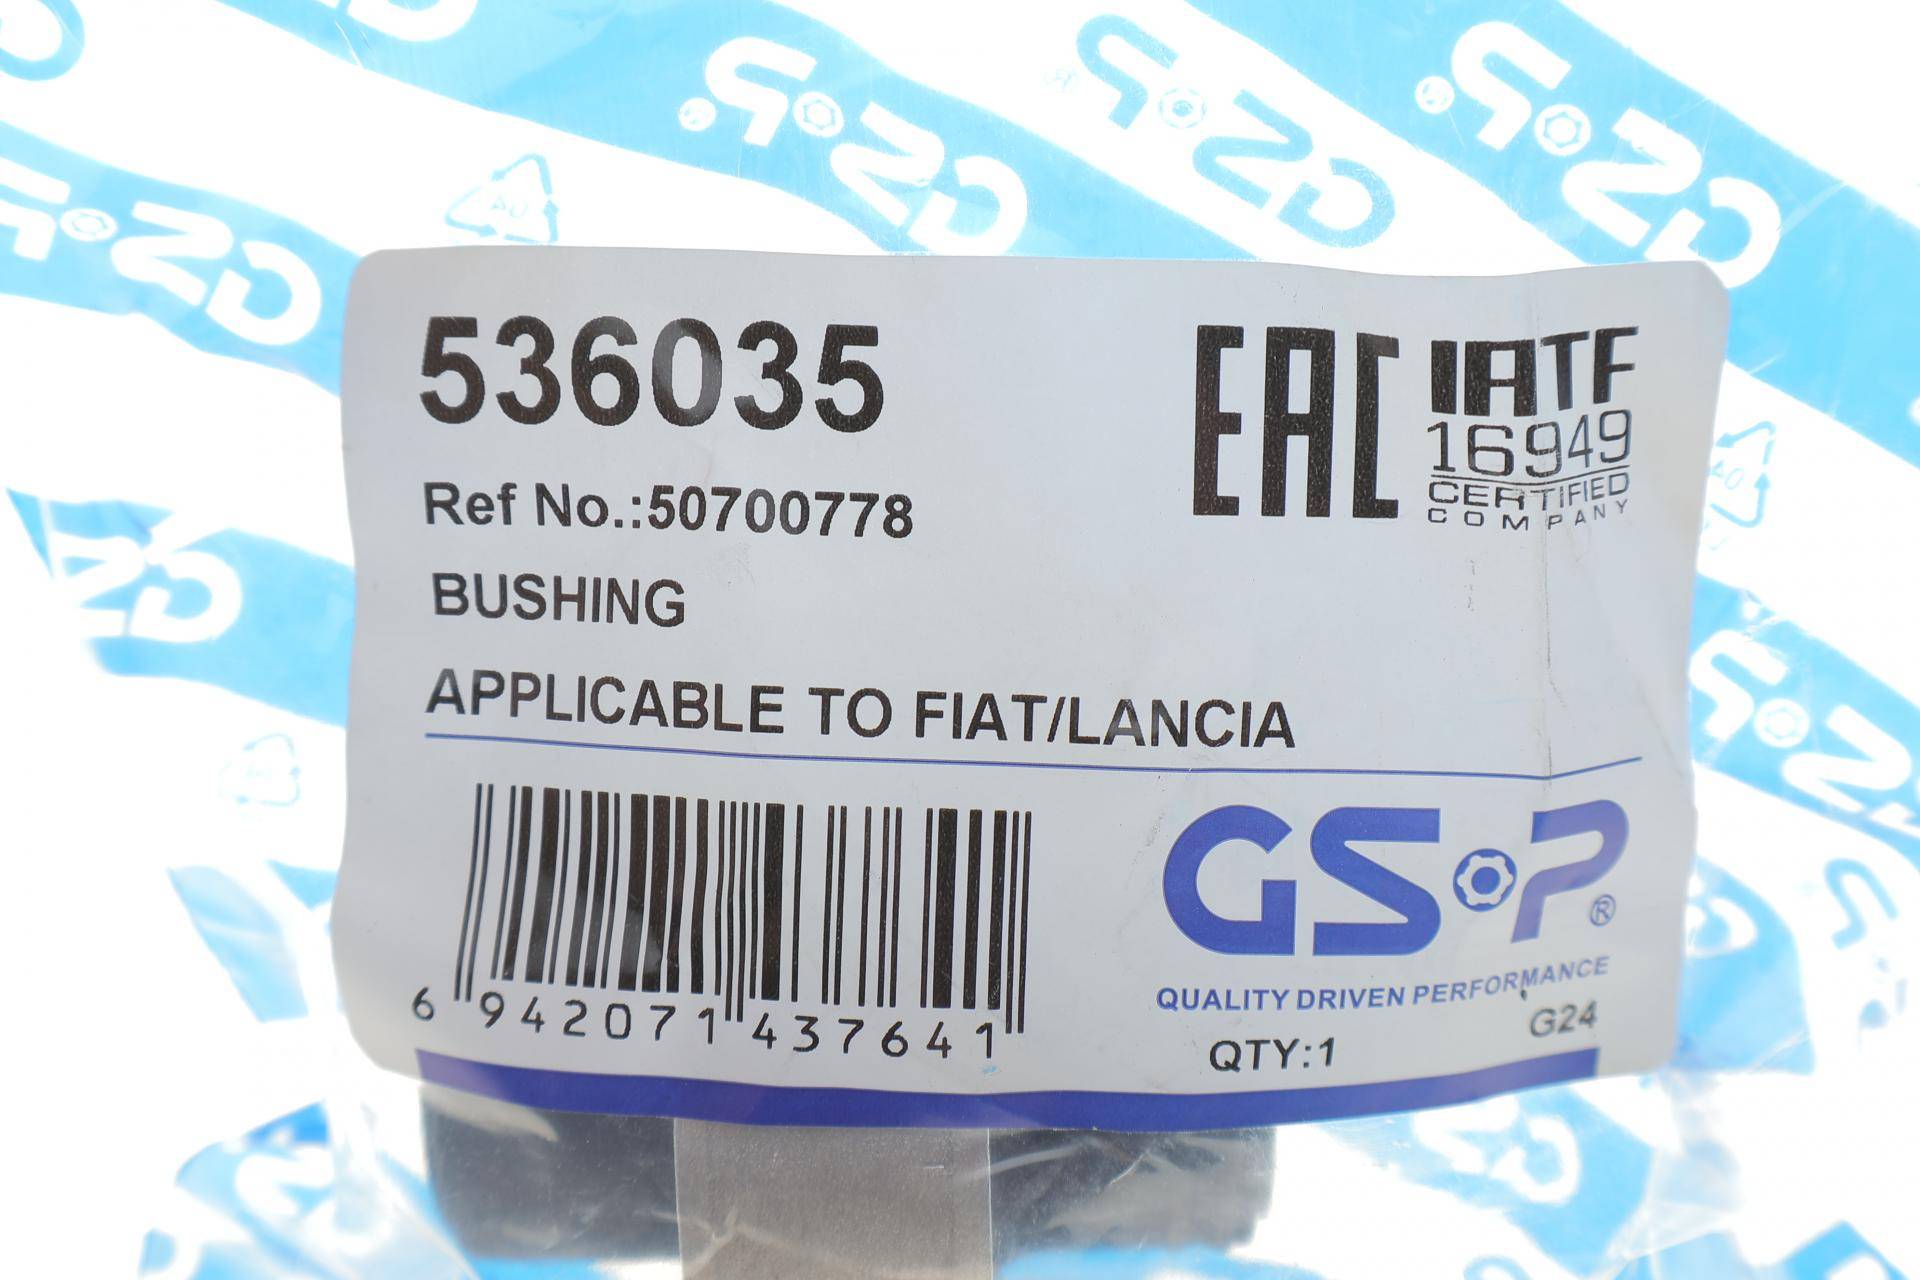 536035
EAC
IATF
16949
CERTIFIED
COMPANY
Ref No.:50700778
BUSHING
APPLICABLE TO FIAT/LANCIA
GSP®
QUALITY DRIVEN PERFORMANCE
6 942071 437641
QTY:1
G24